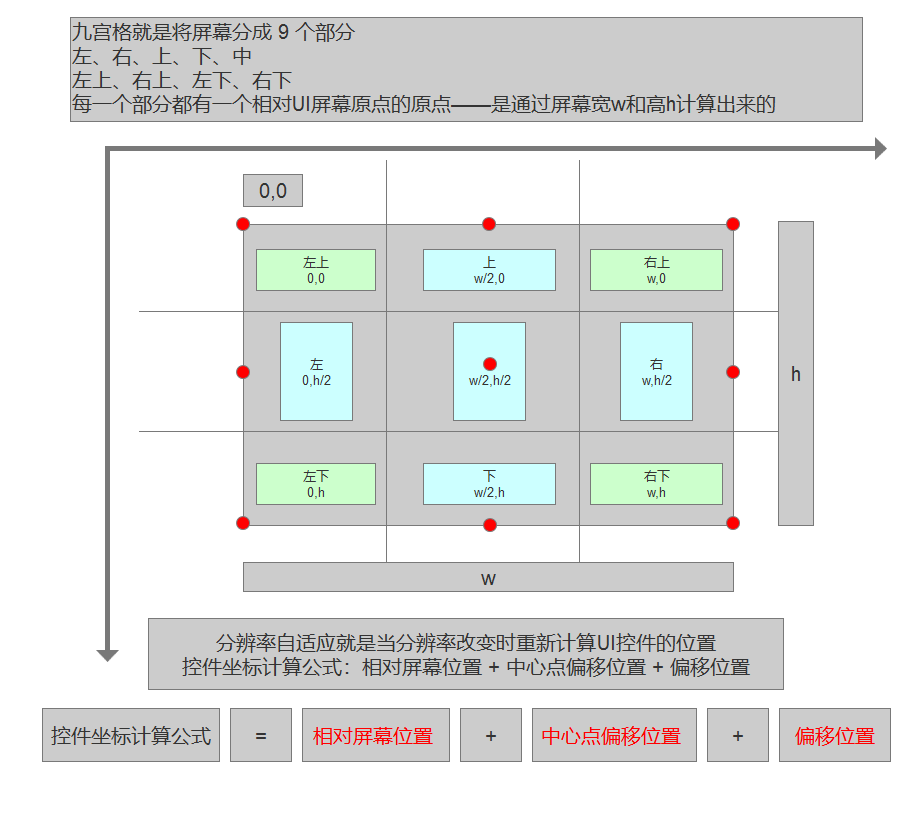 九宫格就是将屏幕分成 9 个部分
左、右、上、下、中
左上、右上、左下、右下
每一个部分都有一个相对UI屏幕原点的原点——是通过屏幕宽w和高h计算出来的
0,0
左上
0,0
上
w/2,0
右上
w,0
左
0,h/2
w/2,h/2
右
w,h/2
h
左下
0,h
下
w/2,h
右下
w,h
w
分辨率自适应就是当分辨率改变时重新计算UI控件的位置
控件坐标计算公式：相对屏幕位置 + 中心点偏移位置 + 偏移位置
控件坐标计算公式 = 相对屏幕位置 + 中心点偏移位置 + 偏移位置